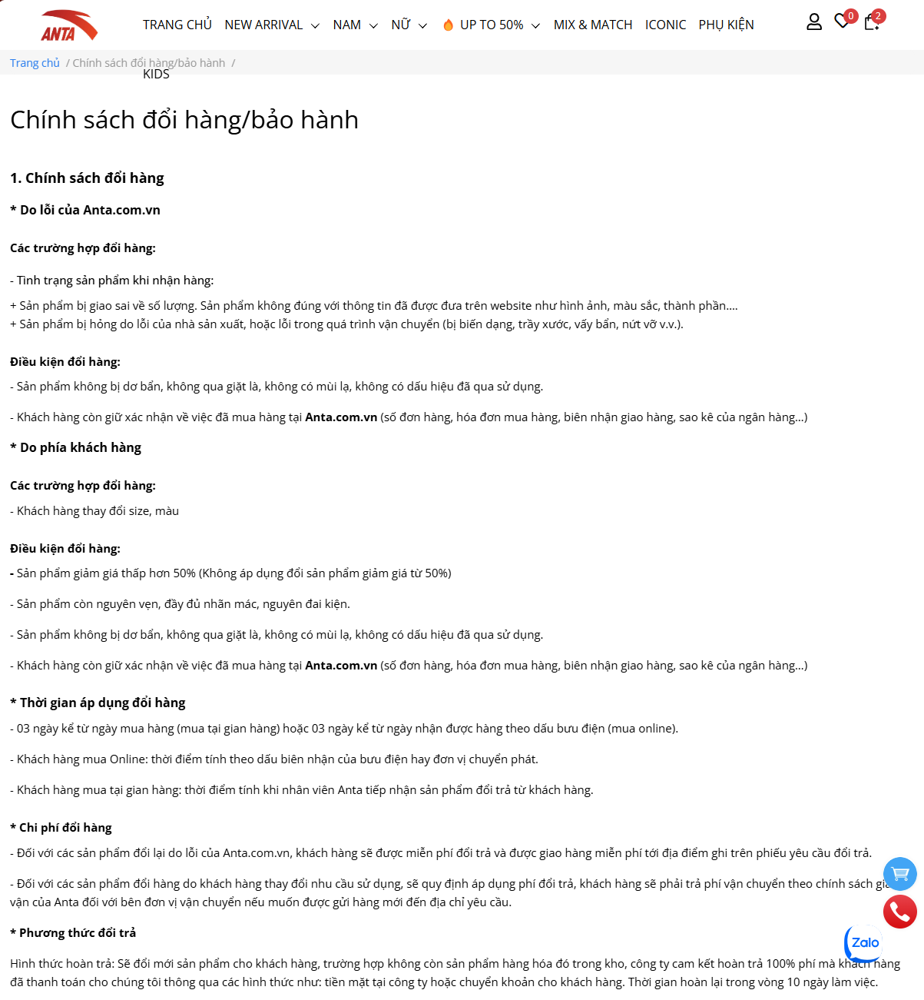 ANTA
TRANG CHỦ NEW ARRIVAL NAM NỮ UP TO 50% MIX & MATCH ICONIC PHỤ KIỆN
0 2
Trang chủ / Chính sách đổi hàng/bảo hành /
KIDS
Chính sách đổi hàng/bảo hành
1. Chính sách đổi hàng
* Do lỗi của Anta.com.vn
Các trường hợp đổi hàng:
- Tình trạng sản phẩm khi nhận hàng:
+ Sản phẩm bị giao sai về số lượng. Sản phẩm không đúng với thông tin đã được đưa trên website như hình ảnh, màu sắc, thành phần....
+ Sản phẩm bị hỏng do lỗi của nhà sản xuất, hoặc lỗi trong quá trình vận chuyển (bị biến dạng, trầy xước, vấy bẩn, nứt vỡ v.v.).
Điều kiện đổi hàng:
- Sản phẩm không bị dơ bẩn, không qua giặt là, không có mùi lạ, không có dấu hiệu đã qua sử dụng.
- Khách hàng còn giữ xác nhận về việc đã mua hàng tại Anta.com.vn (số đơn hàng, hóa đơn mua hàng, biên nhận giao hàng, sao kê của ngân hàng...)
* Do phía khách hàng
Các trường hợp đổi hàng:
- Khách hàng thay đổi size, màu
Điều kiện đổi hàng:
- Sản phẩm giảm giá thấp hơn 50% (Không áp dụng đổi sản phẩm giảm giá từ 50%)
- Sản phẩm còn nguyên vẹn, đầy đủ nhãn mác, nguyên đai kiện.
- Sản phẩm không bị dơ bẩn, không qua giặt là, không có mùi lạ, không có dấu hiệu đã qua sử dụng.
- Khách hàng còn giữ xác nhận về việc đã mua hàng tại Anta.com.vn (số đơn hàng, hóa đơn mua hàng, biên nhận giao hàng, sao kê của ngân hàng...)
* Thời gian áp dụng đổi hàng
- 03 ngày kể từ ngày mua hàng (mua tại gian hàng) hoặc 03 ngày kể từ ngày nhận được hàng theo dấu bưu điện (mua online).
- Khách hàng mua Online: thời điểm tính theo dấu biên nhận của bưu điện hay đơn vị chuyển phát.
- Khách hàng mua tại gian hàng: thời điểm tính khi nhân viên Anta tiếp nhận sản phẩm đổi trả từ khách hàng.
* Chi phí đổi hàng
- Đối với các sản phẩm đổi lại do lỗi của Anta.com.vn, khách hàng sẽ được miễn phí đổi trả và được giao hàng miễn phí tới địa điểm ghi trên phiếu yêu cầu đổi trả.
- Đối với các sản phẩm đổi hàng do khách hàng thay đổi nhu cầu sử dụng, sẽ quy định áp dụng phí đổi trả, khách hàng sẽ phải trả phí vận chuyển theo chính sách
vận của Anta đối với bên đơn vị vận chuyển nếu muốn được gửi hàng mới đến địa chỉ yêu cầu.
* Phương thức đổi trả
Zalo
Hình thức hoàn trả: Sẽ đổi mới sản phẩm cho khách hàng, trường hợp không còn sản phẩm hàng hóa đó trong kho, công ty cam kết hoàn trả 100% phí mà khách hàng
đã thanh toán cho chúng tôi thông qua các hình thức như: tiền mặt tại công ty hoặc chuyển khoản cho khách hàng. Thời gian hoàn lại trong vòng 10 ngày làm việc.